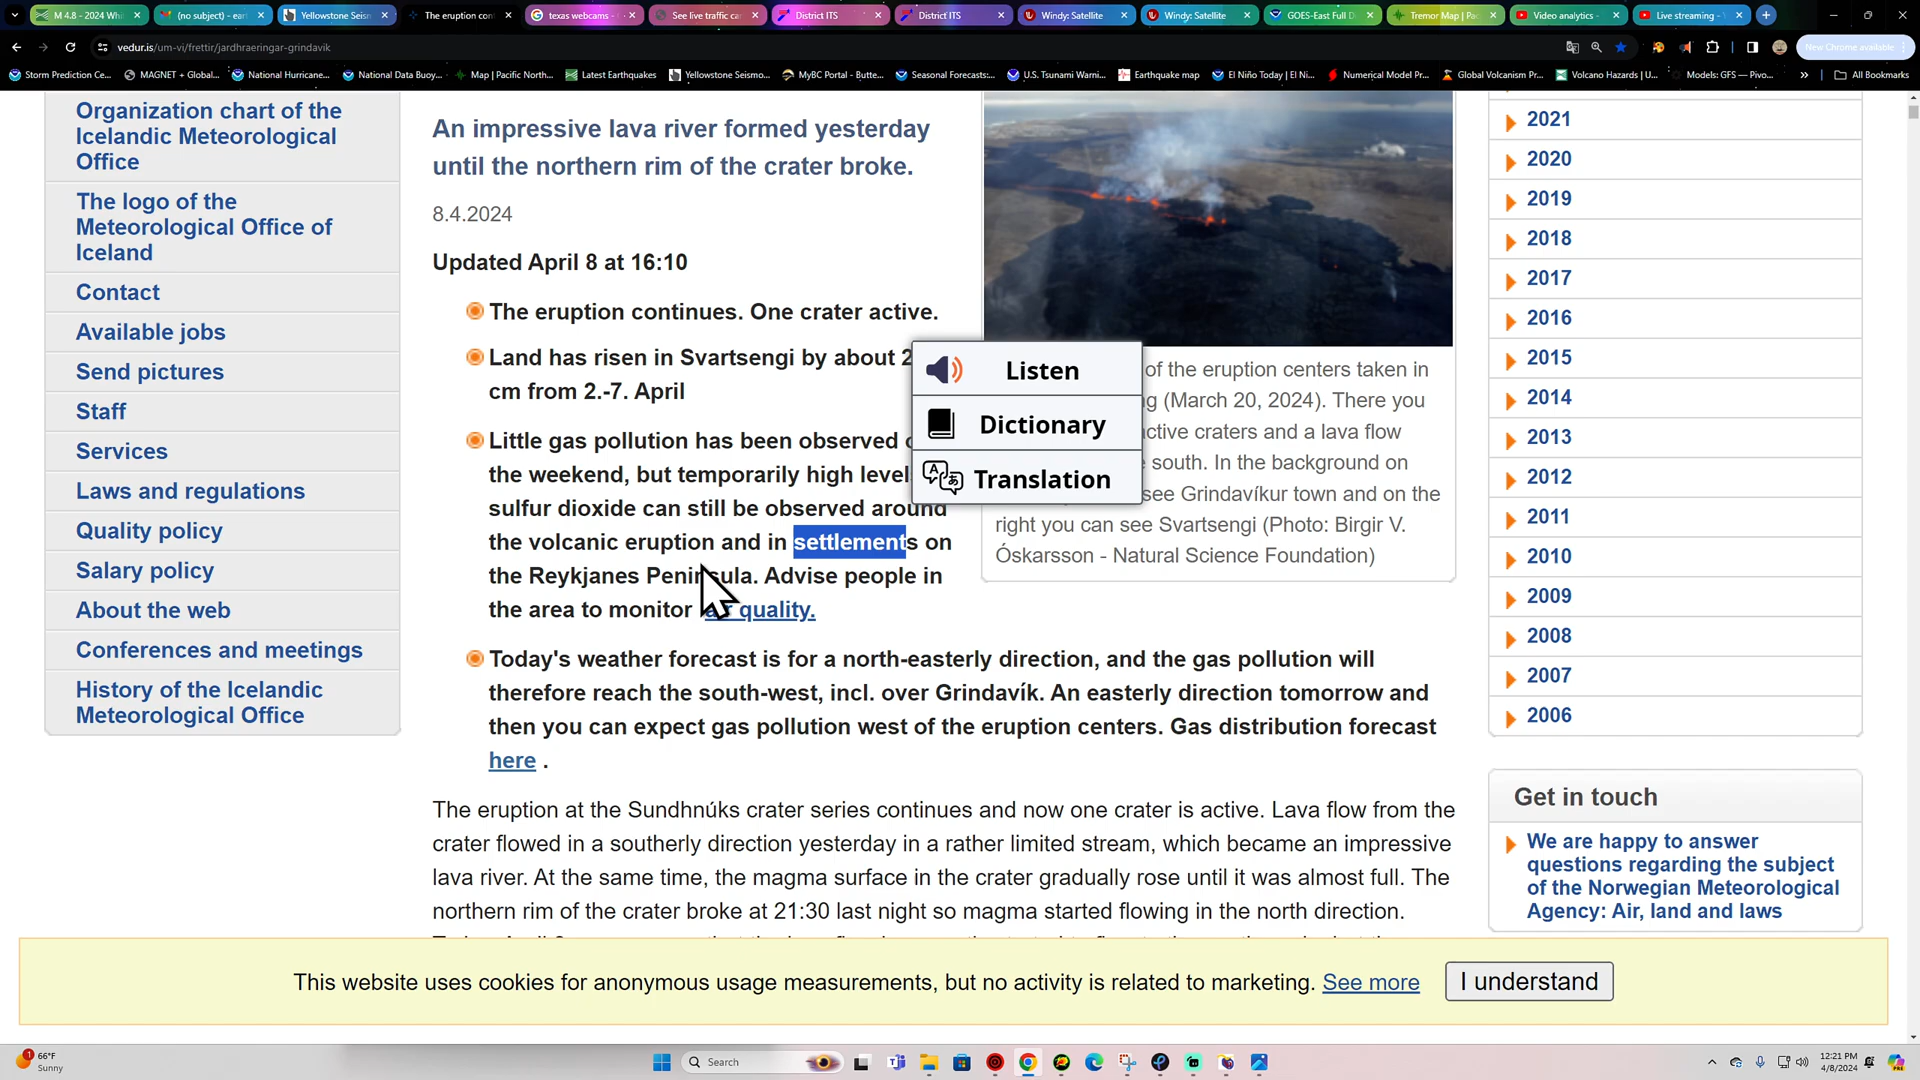 M 4.8 - 2024 Whi
(no subject) - eart
Yellowstone Seism
The eruption cont
texas webcams -
See live traffic car
District ITS
District ITS
Windy: Satellite
Windy: Satellite
GOES-East Full D
Tremor Map | Pac
Video analytics -
Live streaming -
vedur.is/um-vi/frettir/jardhraeringar-grindavik
New Chrome available
Storm Prediction Ce...
MAGNET + Global...
National Hurricane...
National Data Buoy...
Map | Pacific North...
Latest Earthquakes
Yellowstone Seismo...
MyBC Portal - Butte...
Seasonal Forecasts:...
U.S. Tsunami Warni...
Earthquake map
El Niño Today | El Ni...
Numerical Model Pr...
Global Volcanism Pr...
Volcano Hazards | U...
Models: GFS — Pivo...
All Bookmarks
Organization chart of the
Icelandic Meteorological
Office
The logo of the
Meteorological Office of
Iceland
Contact
Available jobs
Send pictures
Staff
Services
Laws and regulations
Quality policy
Salary policy
About the web
Conferences and meetings
History of the Icelandic
Meteorological Office
An impressive lava river formed yesterday
until the northern rim of the crater broke.
8.4.2024
Updated April 8 at 16:10
The eruption continues. One crater active.
Land has risen in Svartsengi by about 2
cm from 2.-7. April
Little gas pollution has been observed
the weekend, but temporarily high level
sulfur dioxide can still be observed around
the volcanic eruption and in settlements on
the Reykjanes Peninsula. Advise people in
the area to monitor air quality.
Today's weather forecast is for a north-easterly direction, and the gas pollution will
therefore reach the south-west, incl. over Grindavík. An easterly direction tomorrow and
then you can expect gas pollution west of the eruption centers. Gas distribution forecast
here .
The eruption at the Sundhnúks crater series continues and now one crater is active. Lava flow from the
crater flowed in a southerly direction yesterday in a rather limited stream, which became an impressive
lava river. At the same time, the magma surface in the crater gradually rose until it was almost full. The
northern rim of the crater broke at 21:30 last night so magma started flowing in the north direction.
Listen
Dictionary
Translation
of the eruption centers taken in
(March 20, 2024). There you
ctive craters and a lava flow
south. In the background on
see Grindavíkur town and on the
right you can see Svartsengi (Photo: Birgir V.
Óskarsson - Natural Science Foundation)
2021
2020
2019
2018
2017
2016
2015
2014
2013
2012
2011
2010
2009
2008
2007
2006
Get in touch
We are happy to answer
questions regarding the subject
of the Norwegian Meteorological
Agency: Air, land and laws
This website uses cookies for anonymous usage measurements, but no activity is related to marketing. See more
I understand
1
66°F
Sunny
Search
12:21 PM
4/8/2024